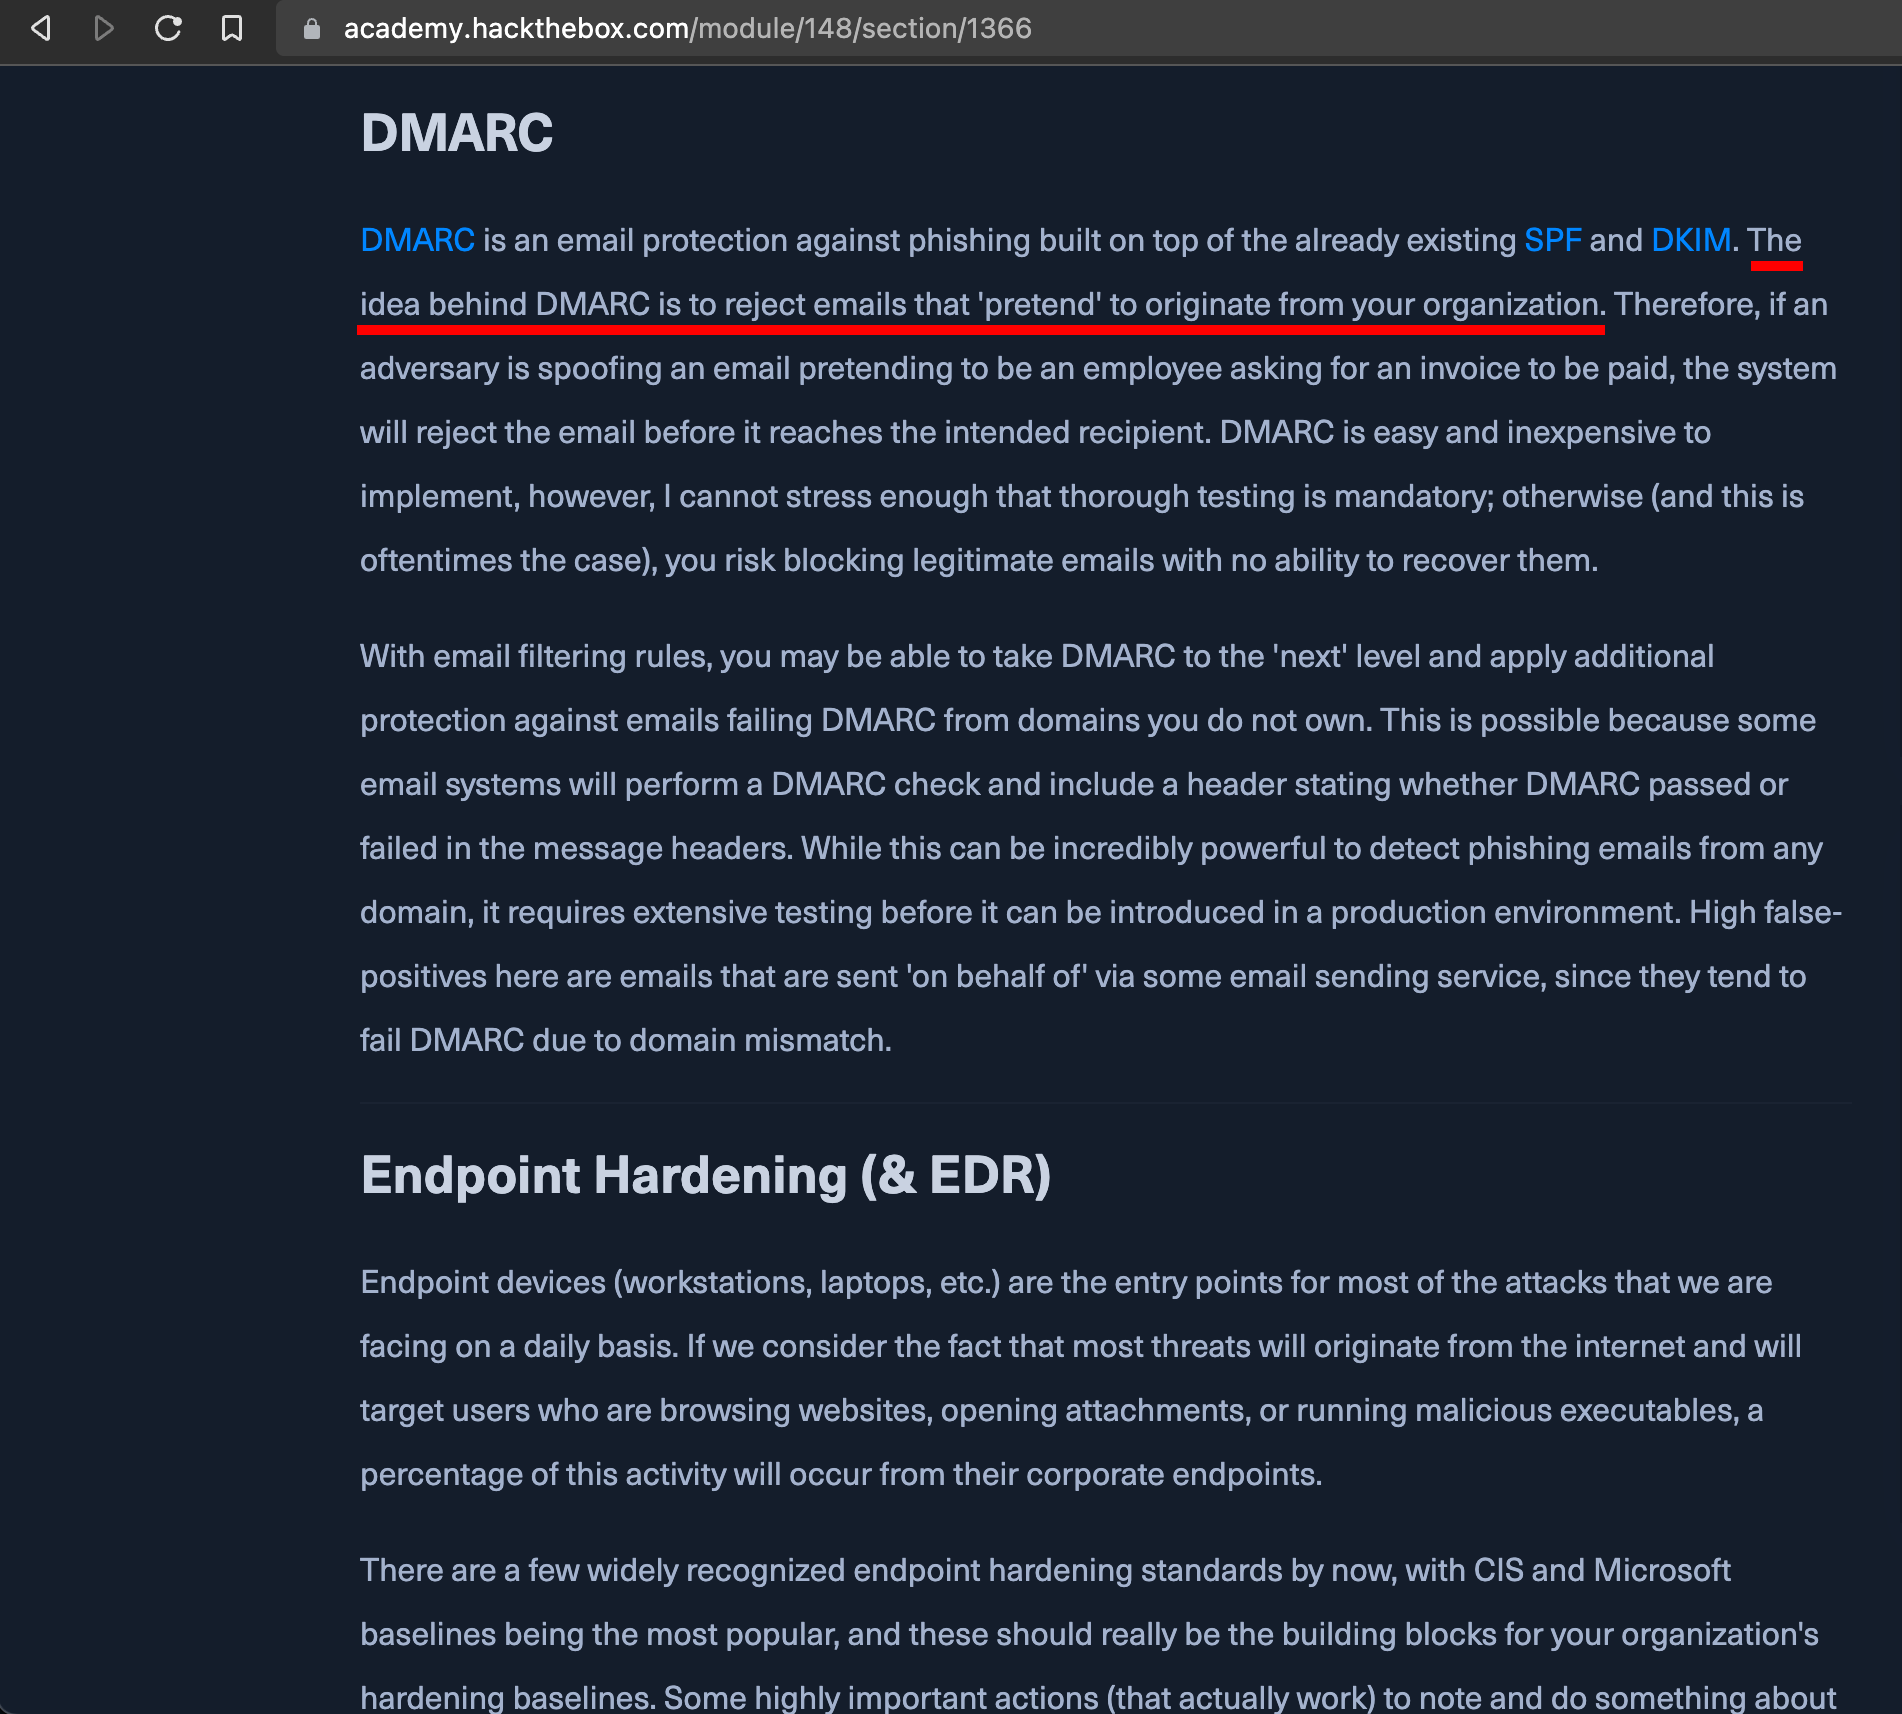 academy.hackthebox.com/module/148/section/1366
DMARC
DMARC is an email protection against phishing built on top of the already existing SPF and DKIM. The
idea behind DMARC is to reject emails that 'pretend' to originate from your organization. Therefore, if an
adversary is spoofing an email pretending to be an employee asking for an invoice to be paid, the system
will reject the email before it reaches the intended recipient. DMARC is easy and inexpensive to
implement, however, I cannot stress enough that thorough testing is mandatory; otherwise (and this is
oftentimes the case), you risk blocking legitimate emails with no ability to recover them.
With email filtering rules, you may be able to take DMARC to the 'next' level and apply additional
protection against emails failing DMARC from domains you do not own. This is possible because some
email systems will perform a DMARC check and include a header stating whether DMARC passed or
failed in the message headers. While this can be incredibly powerful to detect phishing emails from any
domain, it requires extensive testing before it can be introduced in a production environment. High false-
positives here are emails that are sent 'on behalf of' via some email sending service, since they tend to
fail DMARC due to domain mismatch.
Endpoint Hardening (& EDR)
Endpoint devices (workstations, laptops, etc.) are the entry points for most of the attacks that we are
facing on a daily basis. If we consider the fact that most threats will originate from the internet and will
target users who are browsing websites, opening attachments, or running malicious executables, a
percentage of this activity will occur from their corporate endpoints.
There are a few widely recognized endpoint hardening standards by now, with CIS and Microsoft
baselines being the most popular, and these should really be the building blocks for your organization's
hardening baselines. Some highly important actions (that actually work) to note and do something about